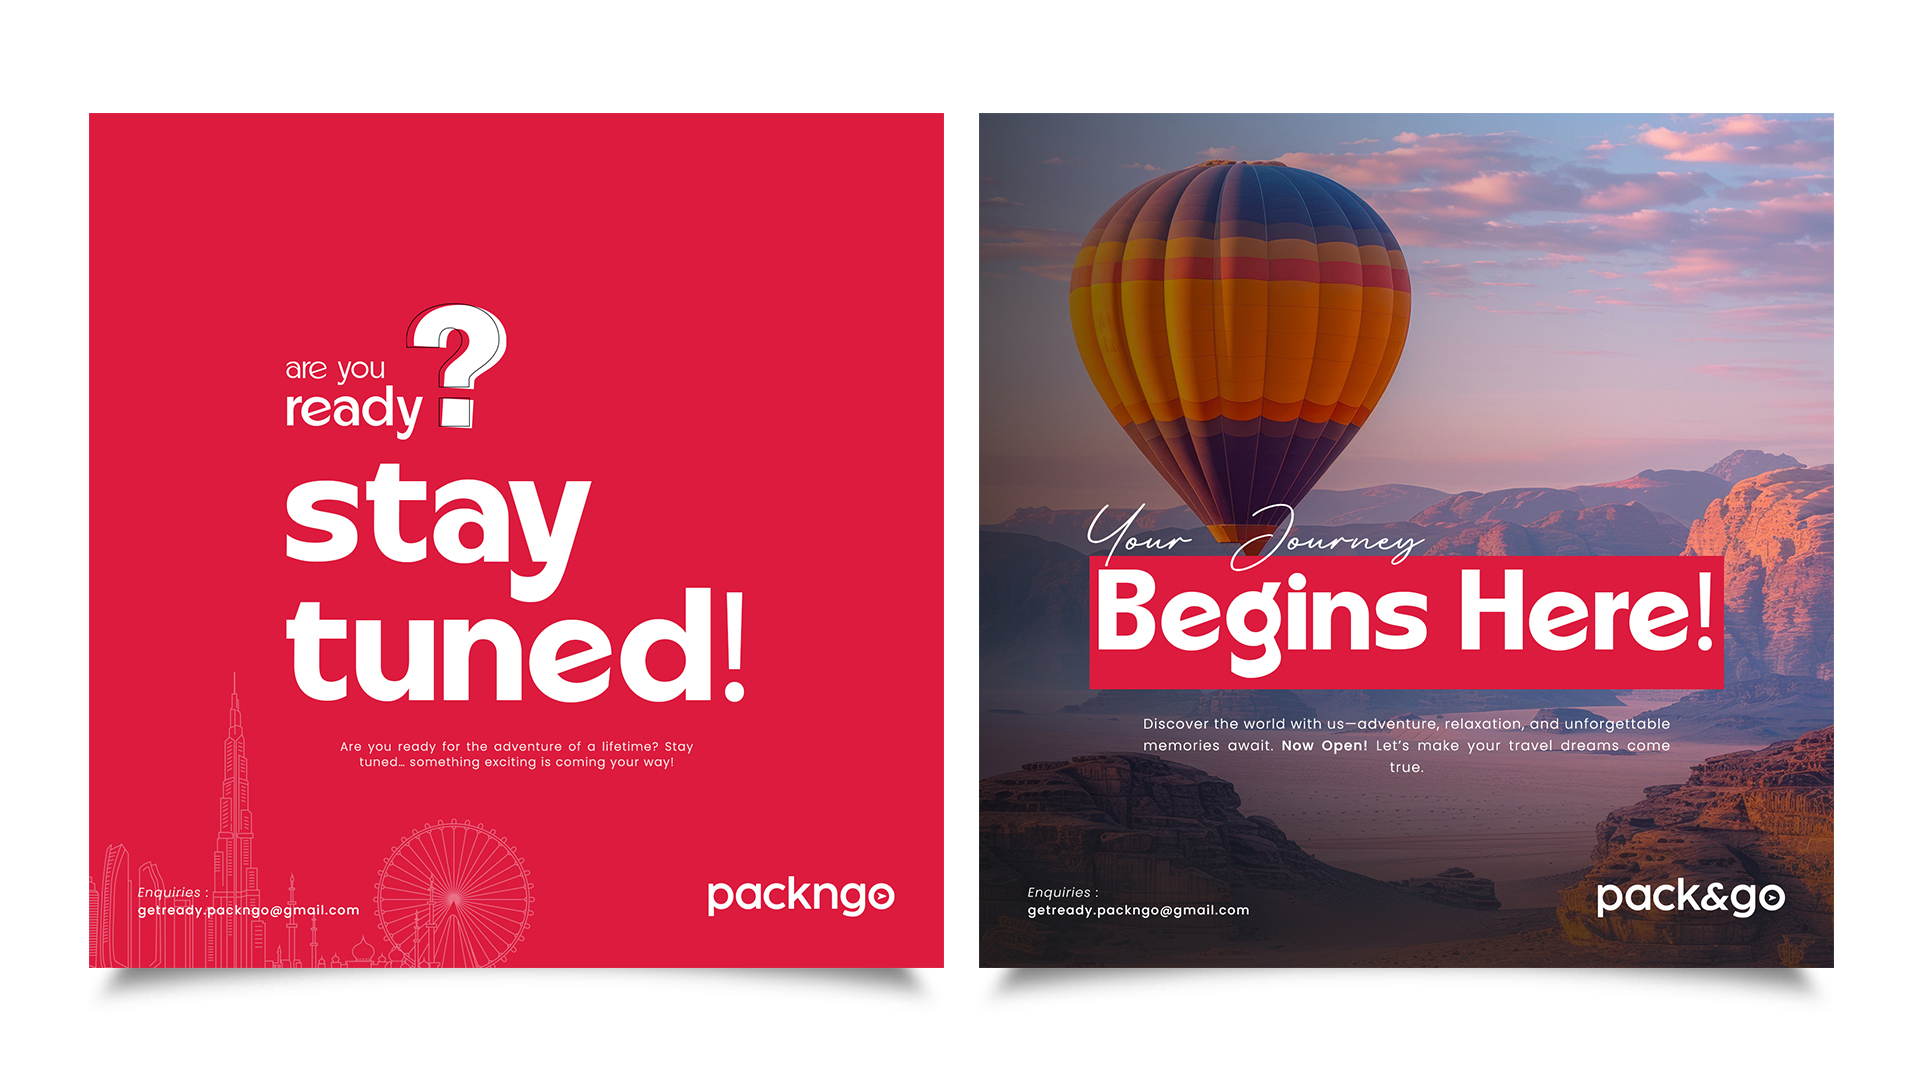 are you
ready ?
stay
tuned!
Are you ready for the adventure of a lifetime? Stay
tuned... something exciting is coming your way!
Enquiries :
getready.packngo@gmail.com
packngo
Your Journey
Begins Here!
Discover the world with us—adventure, relaxation, and unforgettable
memories await. Now Open! Let's make your travel dreams come
true.
Enquiries :
getready.packngo@gmail.com
pack&go